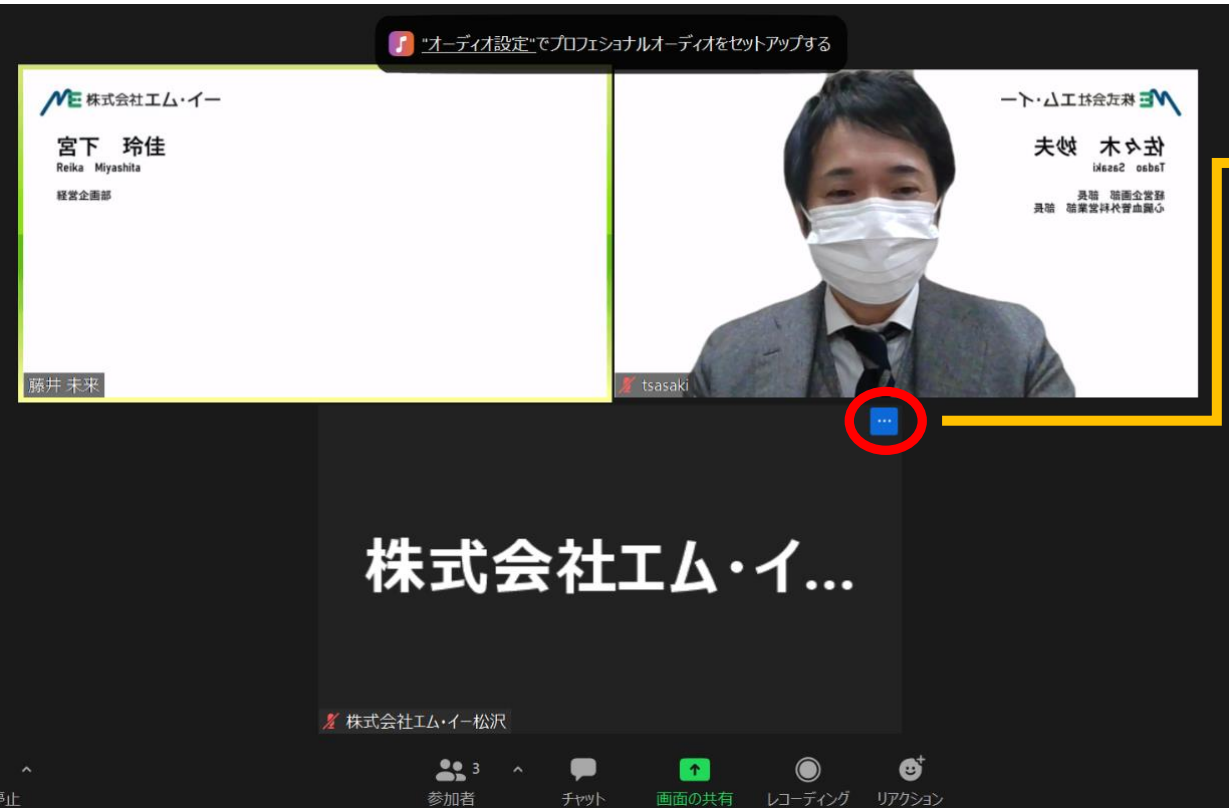 "オーディオ設定"でプロフェショナルオーディオをセットアップする
ME 株式会社エム・イー
宮下 玲佳
Reika Miyashita
経営企画部
藤井 未来
ME 株式会社エム・イー
佐々木 妙夫
Tadao Sasaki
経営企画部 部長
心臓血管外科営業部 部長
tsasaki
株式会社エム・イ...
株式会社エム・イー松沢
停止
3
参加者
チャット
画面の共有
レコーディング
リアクション